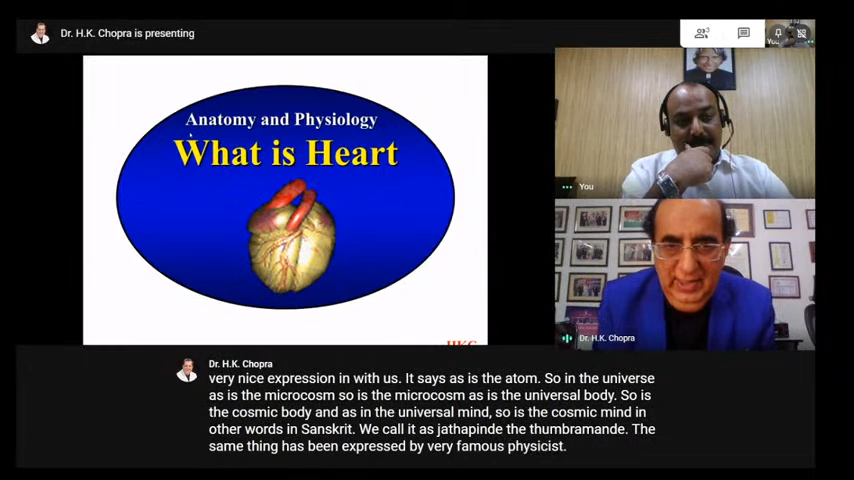 Dr. H.K. Chopra is presenting
3
You
Anatomy and Physiology
What is Heart
HKC
You
Dr. H.K. Chopra
Dr. H.K. Chopra
very nice expression in with us. It says as is the atom. So in the universe
as is the microcosm so is the microcosm as is the universal body. So is
the cosmic body and as in the universal mind, so is the cosmic mind in
other words in Sanskrit. We call it as jathapinde the thumbramande. The
same thing has been expressed by very famous physicist.